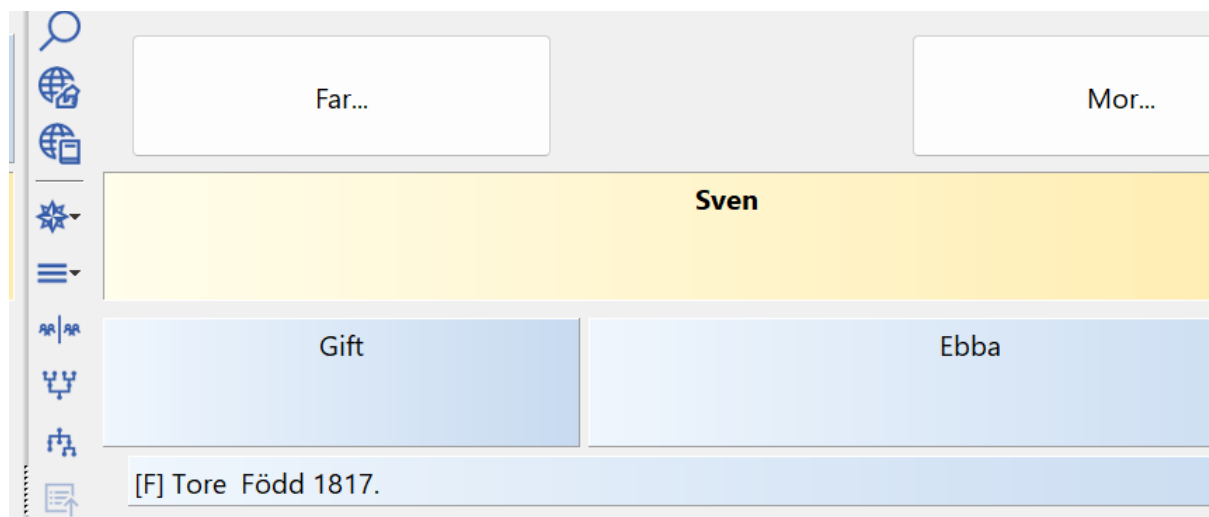 Far...
Mor...
Sven
Gift
Ebba
[F] Tore  Född 1817.